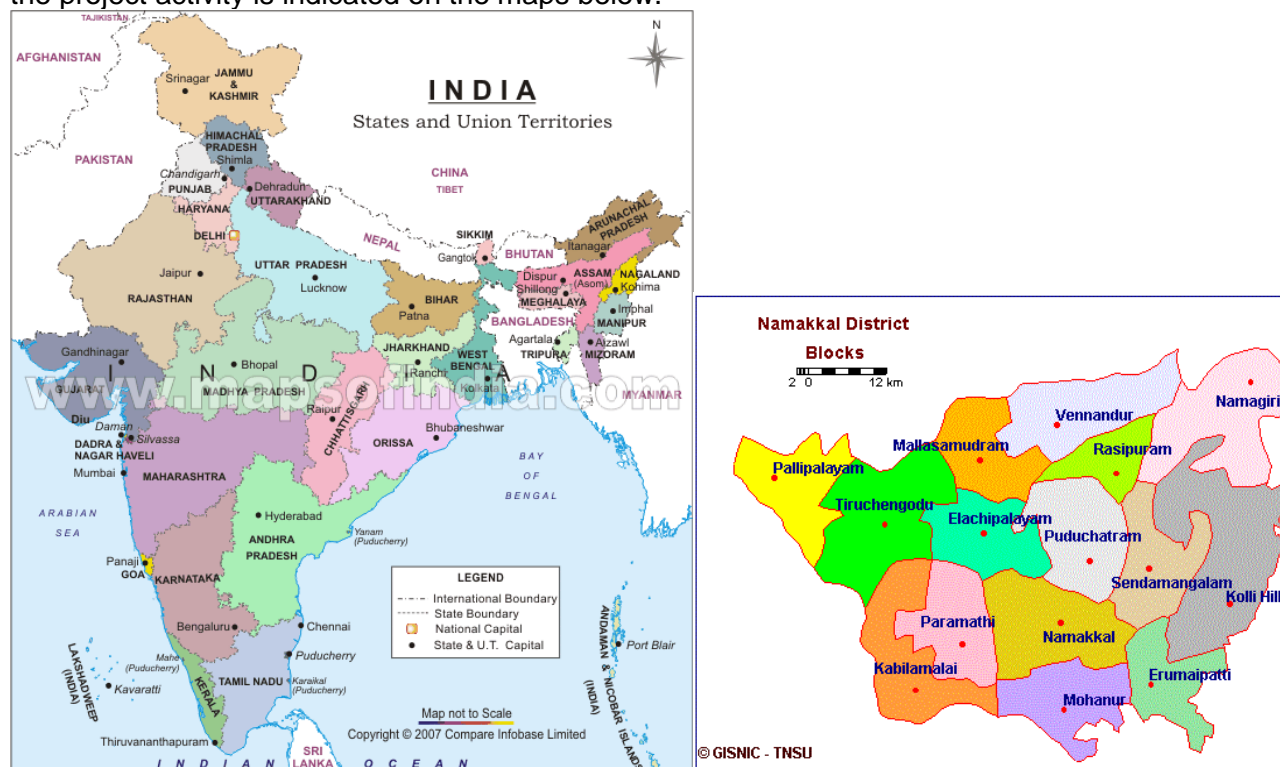 the project activity is indicated on the maps below:
TAJIKISTAN
AFGHANISTAN
N
JAMMU
&
KASHMIR
Srinagar
INDIA
States and Union Territories
HIMACHAL
PRADESH
Shimla
PAKISTAN
CHINA
TIBET
Chandigarh
PUNJAB
Dehradun
UTTARAKHAND
HARYANA
DELHI
ARUNACHAL
PRADESH
Itanagar
NEPAL
SIKKIM
Gangtok
BHUTAN
Jaipur
RAJASTHAN
UTTAR PRADESH
Lucknow
Dispur
ASSAM
(Asom)
Shillong
MEGHALAYA
NAGALAND
Kohima
BIHAR
Patna
Imphal
MANIPUR
BANGLADESH
Agartala
TRIPURA
Aizawl
MIZORAM
Gandhinagar
GUJARAT
Bhopal
MADHYA PRADESH
JHARKHAND
Ranchi
WEST
BENGAL
Kolkata
I N D I A
www.mapsofindia.com
MYANMAR
Diu
Daman
Silvassa
DADRA &
NAGAR HAVELI
Raipur
CHHATTISGARH
ORISSA
Bhubaneshwar
Mumbai
MAHARASHTRA
BAY
OF
BENGAL
ARABIAN
SEA
Hyderabad
ANDHRA
PRADESH
Yanam
(Puducherry)
Panaji
GOA
KARNATAKA
LEGEND
International Boundary
State Boundary
National Capital
State & U.T. Capital
Bengaluru
Chennai
Mahe
(Puducherry)
Puducherry
Karaikal
(Puducherry)
TAMIL NADU
KERALA
LAKSHADWEEP
(INDIA)
Kavaratti
ANDAMAN & NICOBAR ISLANDS
(INDIA)
Port Blair
Thiruvananthapuram
Map not to Scale
Copyright © 2007 Compare Infobase Limited
SRI
LANKA
INDIAN OCEAN
Namakkal District
Blocks
2 0 12 km
Namagiri
Vennandur
Mallasamudram
Rasipuram
Pallipalayam
Tiruchengodu
Elachipalayam
Puduchatram
Sendamangalam
Kolli Hill
Paramathi
Namakkal
Kabilamalai
Erumaipatti
Mohanur
© GISNIC - TNSU